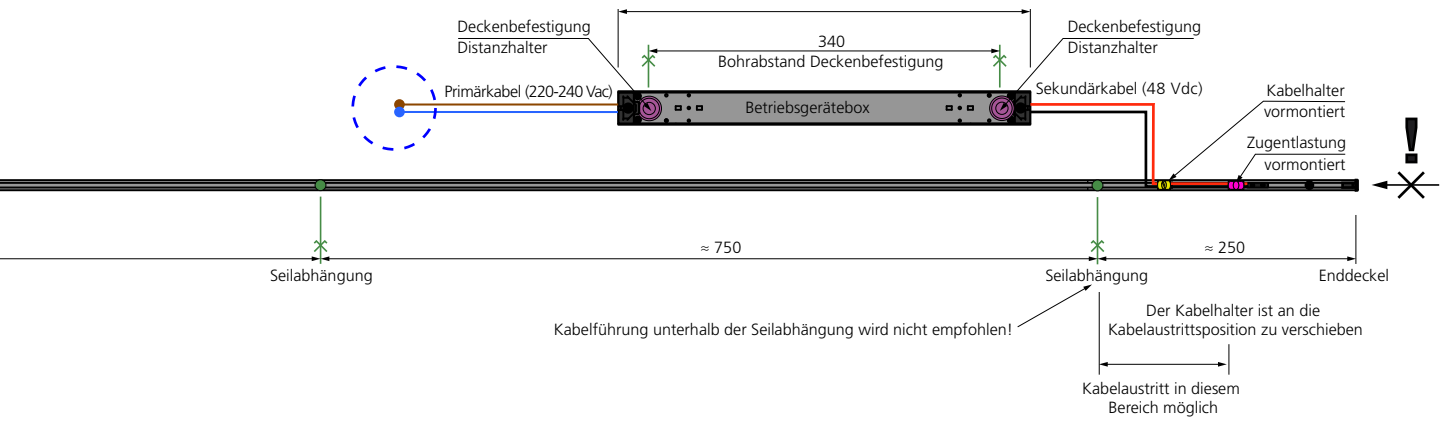 Deckenbefestigung
Distanzhalter
Deckenbefestigung
Distanzhalter
340
Bohrabstand Deckenbefestigung
Primärkabel (220-240 Vac)
Betriebsgerätebox
Sekundärkabel (48 Vdc)
Kabelhalter
vormontiert
Zugentlastung
vormontiert
!
≈ 750
≈ 250
Seilabhängung
Seilabhängung
Enddeckel
Kabelführung unterhalb der Seilabhängung wird nicht empfohlen!
Der Kabelhalter ist an die
Kabelaustrittsposition zu verschieben
Kabelaustritt in diesem
Bereich möglich